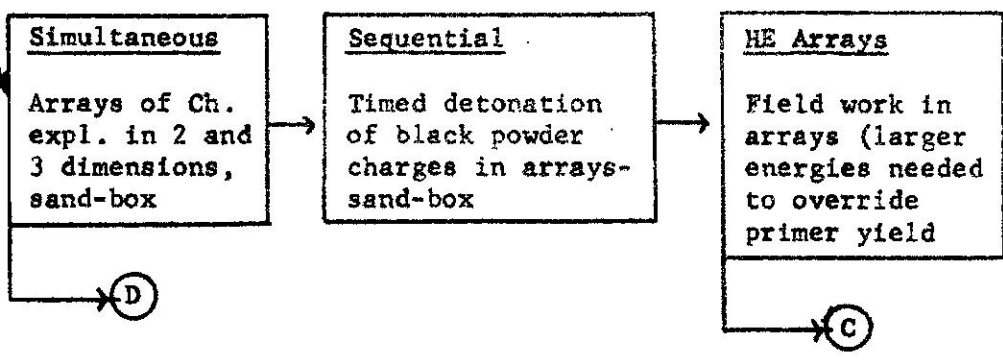 Simultaneous
Arrays of Ch.
expl. in 2 and
3 dimensions,
sand-box
Sequential
Timed detonation
of black powder
charges in arrays-
sand-box
HE Arrays
Field work in
arrays (larger
energies needed
to override
primer yield
D
C